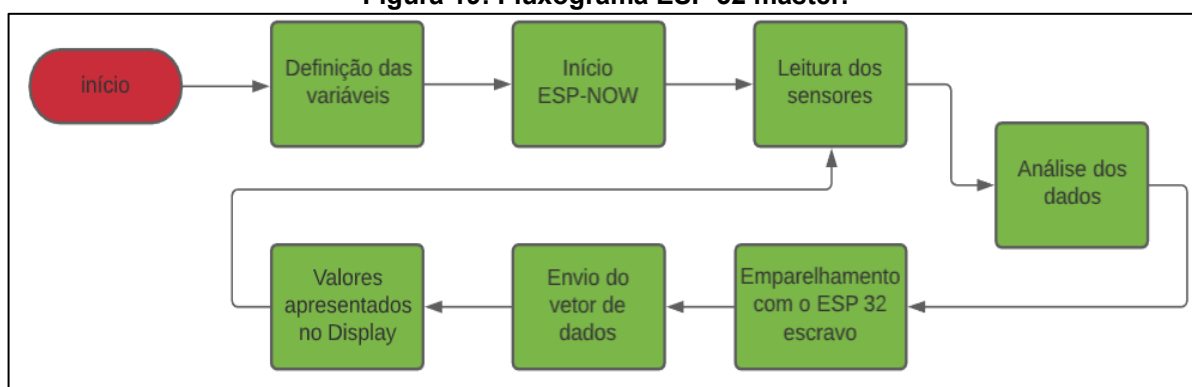 Figura Fluxograma ESP 32 master.
início
Definição das
variáveis
Início
ESP-NOW
Leitura dos
sensores
Análise dos
dados
Emparelhamento
com o ESP 32
escravo
Envio do
vetor de
dados
Valores
apresentados
no Display